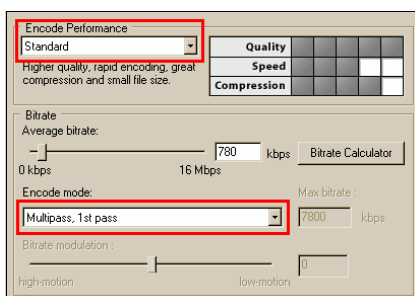 Encode Performance
Standard
Higher quality, rapid encoding, great
compression and small file size.
Quality
Speed
Compression
Bitrate
Average bitrate:
780 kbps
Bitrate Calculator
0 kbps 16 Mbps
Encode mode: Max bitrate :
Multipass, 1st pass 7800 kbps
Bitrate modulation :
0
high-motion low-motion